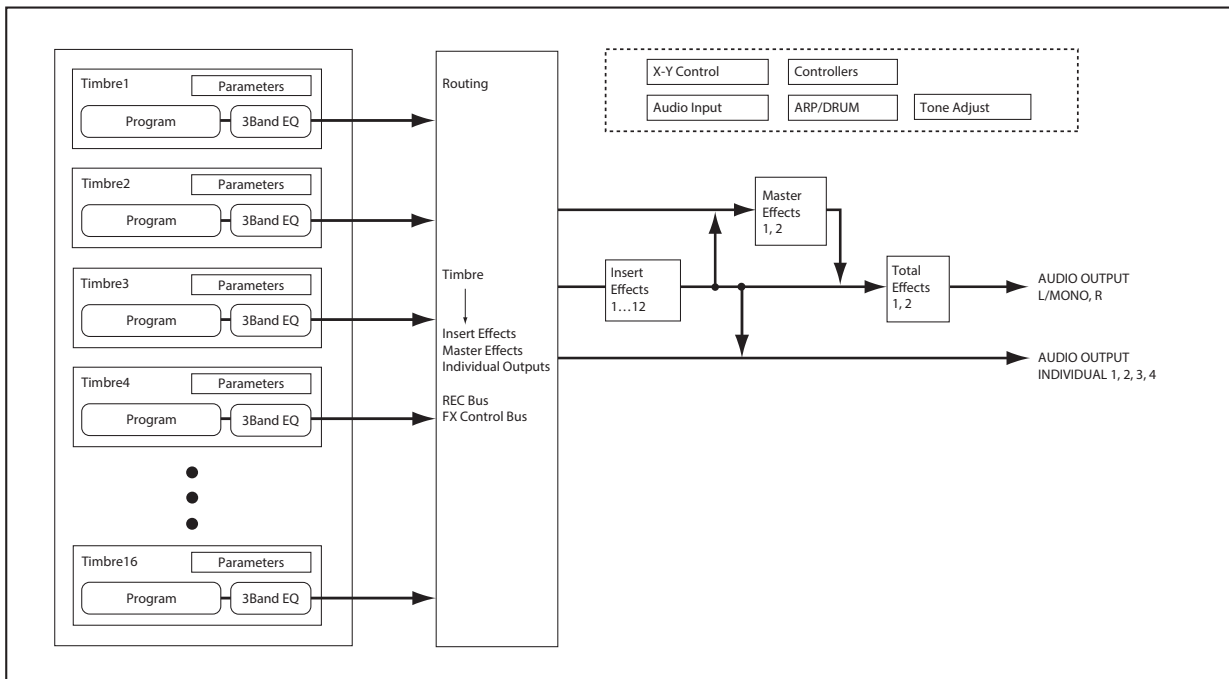 Timbre1
Parameters
Program
3Band EQ
Timbre2
Parameters
Program
3Band EQ
Timbre3
Parameters
Program
3Band EQ
Timbre4
Parameters
Program
3Band EQ
Timbre16
Parameters
Program
3Band EQ
Routing
Timbre
Insert Effects
Master Effects
Individual Outputs
REC Bus
FX Control Bus
X-Y Control
Controllers
Audio Input
ARP/DRUM
Tone Adjust
Master
Effects
1, 2
Insert
Effects
1...12
Total
Effects
1, 2
AUDIO OUTPUT
L/MONO, R
AUDIO OUTPUT
INDIVIDUAL 1, 2, 3, 4